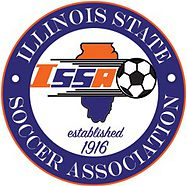 ILLINOIS STATE
ISSA
established
1916
SOCCER ASSOCIATION